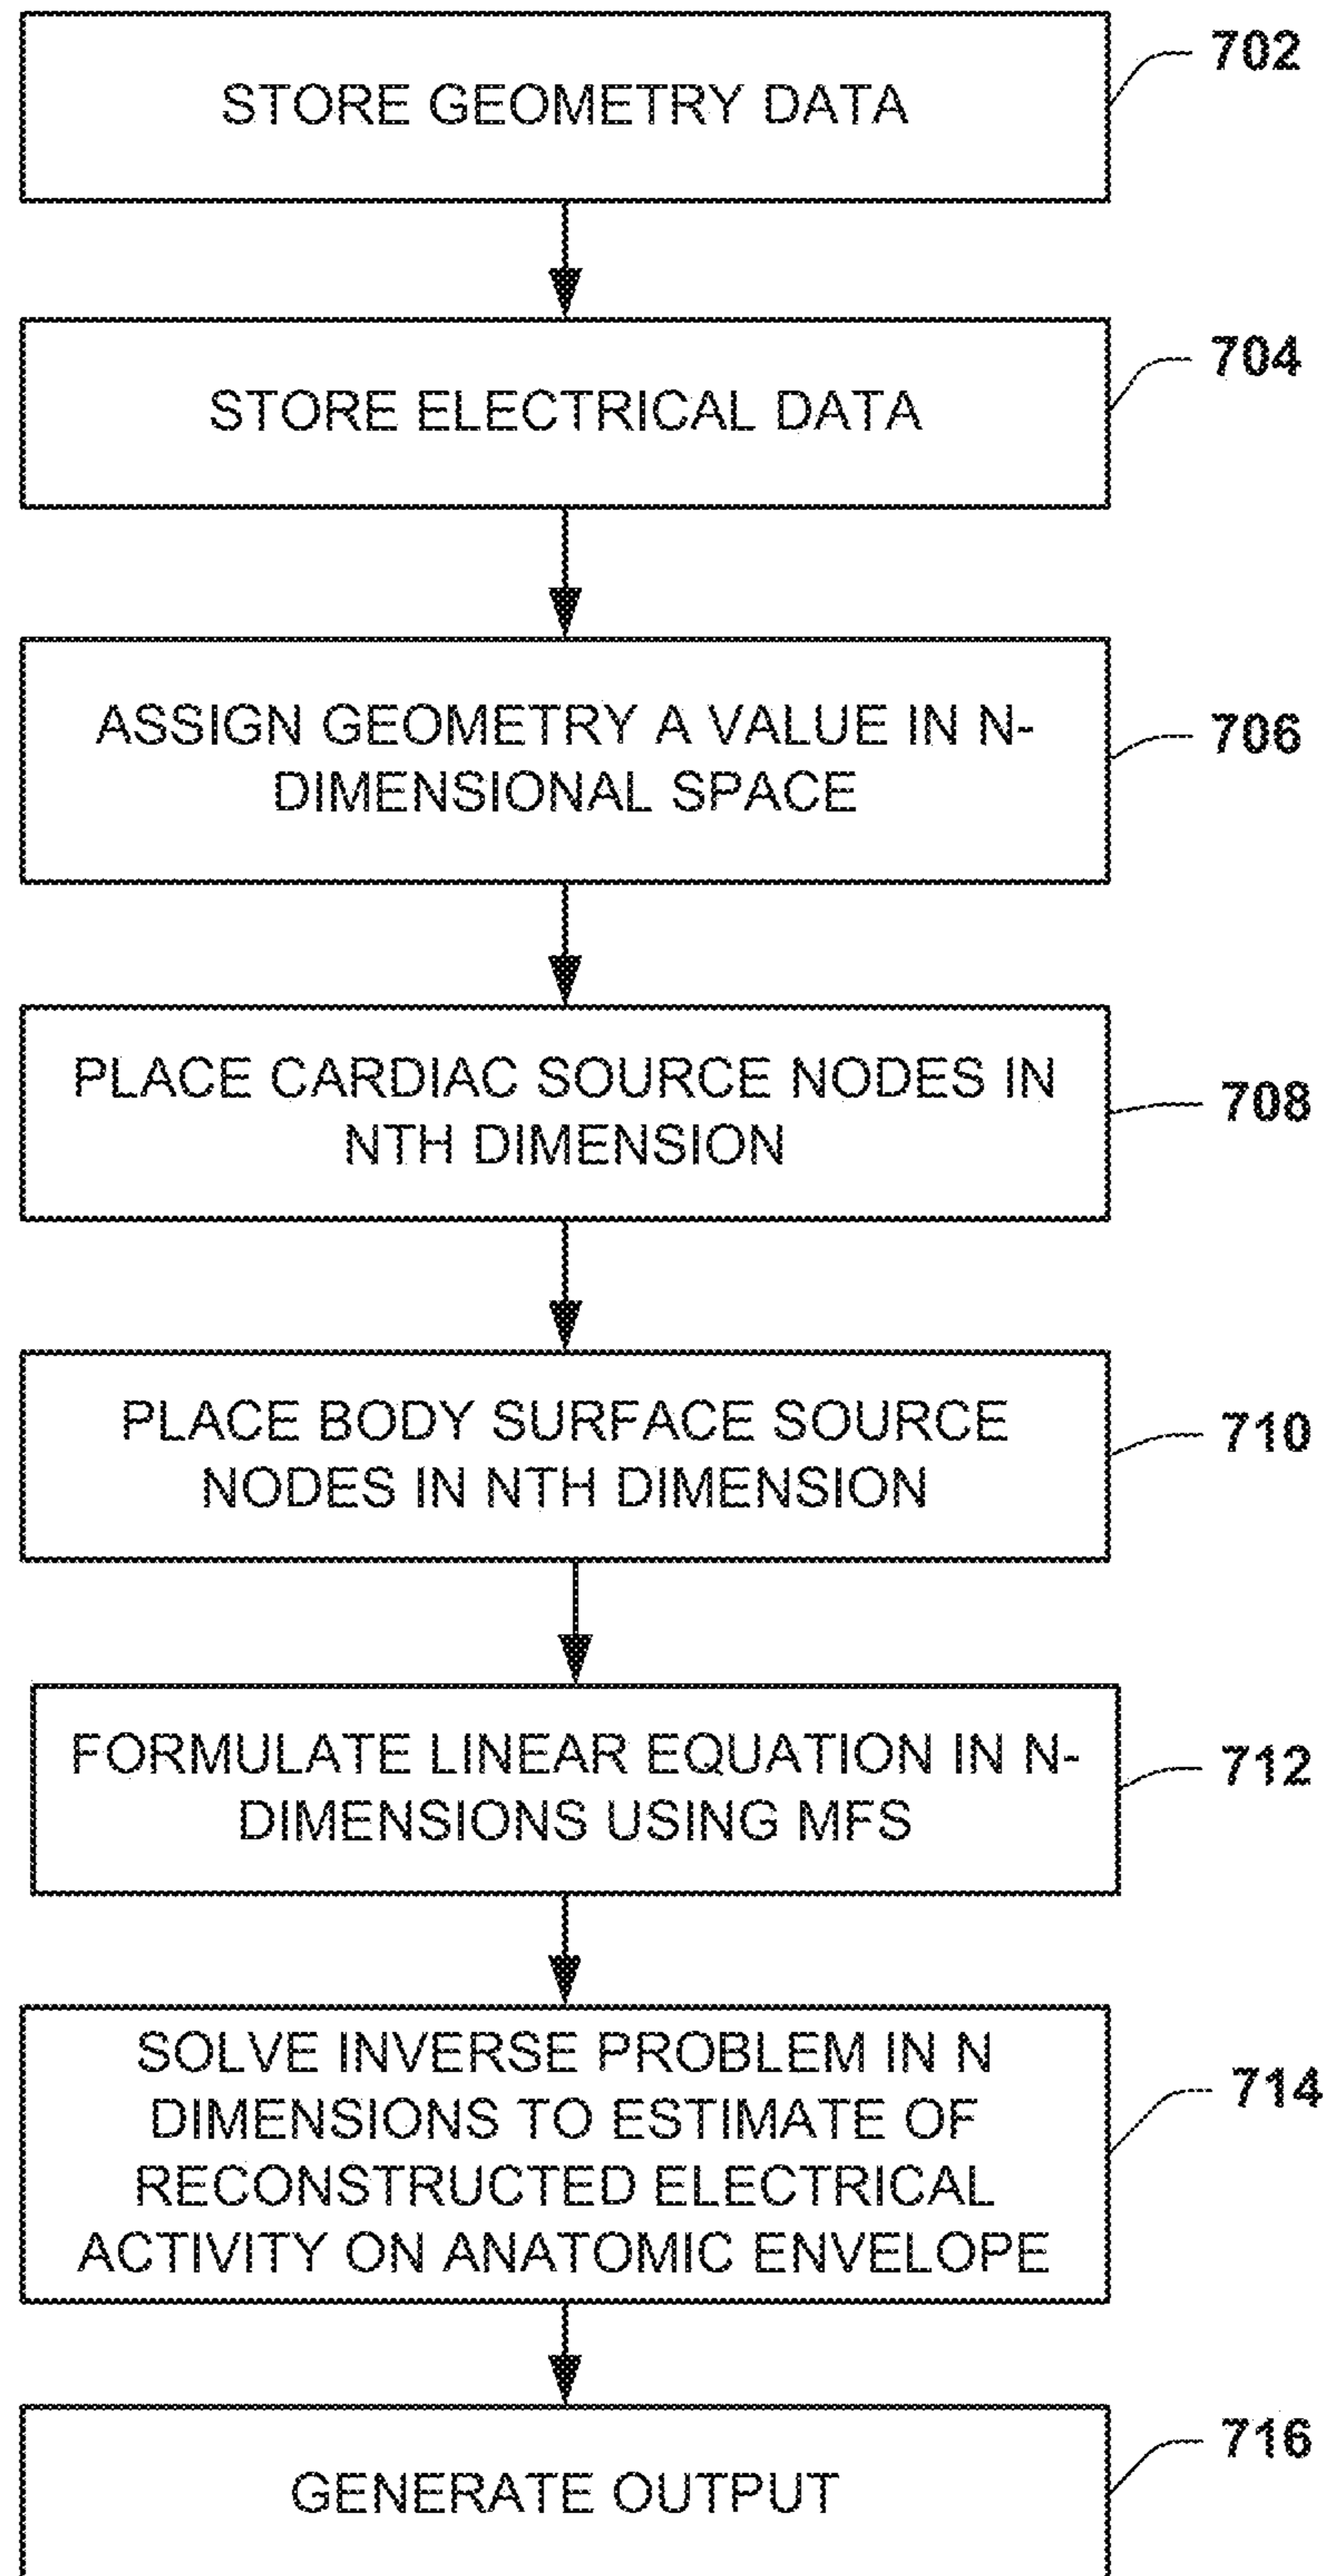 STORE GEOMETRY DATA
702
STORE ELECTRICAL DATA
704
ASSIGN GEOMETRY A VALUE IN N-
DIMENSIONAL SPACE
706
PLACE CARDIAC SOURCE NODES IN
NTH DIMENSION
708
PLACE BODY SURFACE SOURCE
NODES IN NTH DIMENSION
710
FORMULATE LINEAR EQUATION IN N-
DIMENSIONS USING MFS
712
SOLVE INVERSE PROBLEM IN N
DIMENSIONS TO ESTIMATE OF
RECONSTRUCTED ELECTRICAL
ACTIVITY ON ANATOMIC ENVELOPE
714
GENERATE OUTPUT
716